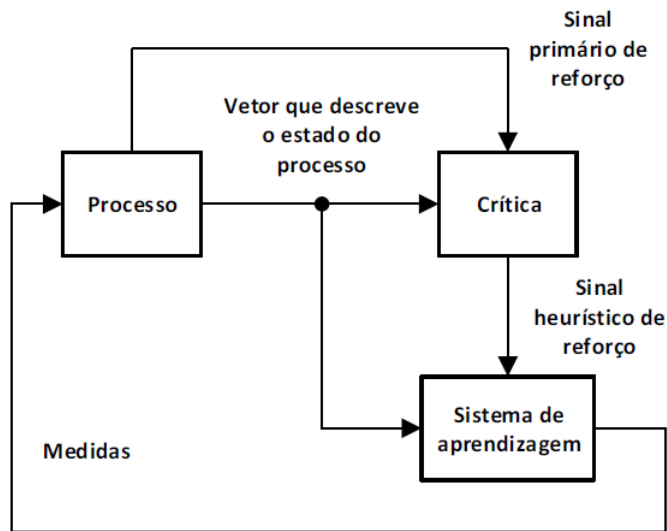 Sinal
primário de
reforço
Vetor que descreve
o estado do
processo
Processo
Crítica
Sinal
heurístico de
reforço
Sistema de
aprendizagem
Medidas